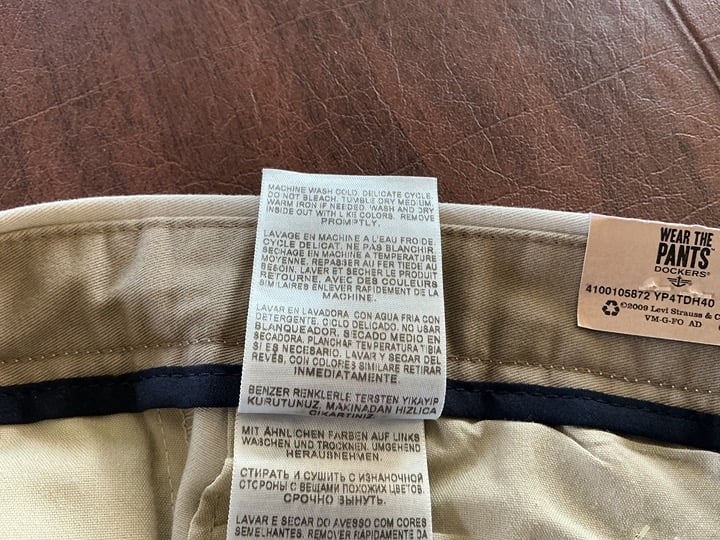 MACHINE WASH COLD. DELICATE CYCLE.
DO NOT BLEACH. TUMBLE DRY MEDIUM.
WARM IRON IF NEEDED. WASH AND DRY
INSIDE OUT WITH LIKE COLORS. REMOVE
PROMPTLY.
LAVAGE EN MACHINE A L'EAU FROIDE.
CYCLE DELICAT. NE PAS BLANCHIR.
SECHAGE EN MACHINE A TEMPERATURE
MOYENNE. REPASSER AU FER TIEDE AU
BESOIN. LAVER ET SECHER LE PRODUIT
RETOURNE, AVEC DES COULEURS
SIMILAIRES ENLEVER RAPIDEMENT DE LA
MACHINE.
LAVAR EN LAVADORA CON AGUA FRIA CON
DETERGENTE. CICLO DELICADO. NO USAR
BLANQUEADOR. SECADO MEDIO EN
SECADORA. PLANCHAF TEMPERATURA TIBIA
SI ES NECESARIO. LAVAR Y SECAR DEL
REVÉS, CON COLORES SIMILARE RETIRAR
INMEDIATAMENTE.
BENZER RENKLERLE TERSTEN YIKAYIP
KURUTUNUZ. MAKINADAN HIZLICA
ÇIKARTINIZ.
MIT ÄHNLICHEN FARBEN AUF LINKS
WASCHEN UND TROCKNEN. UMGEHEND
HERAUSNEHMEN.
СТИРАТЬ И СУШИТЬ С ИЗНАНОЧНОЙ
СТОРОНЫ С ВЕЩАМИ ПОХОЖИХ ЦВЕТОВ.
СРОЧНО ВЫНУТЬ.
LAVAR E SECAR DO AVESSO COM CORES
SEMELHANTES. REMOVER RÁPIDAMENTE DA
WEAR THE
PANTS
DOCKERS®
4100105872 YP4TDH40
©2009 Levi Strauss & C
VM-G-FO AD